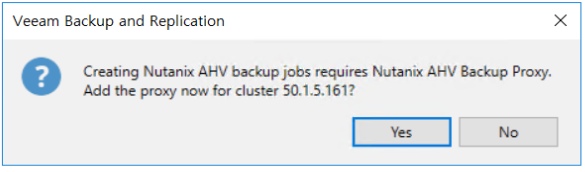 Veeam Backup and Replication
Creating Nutanix AHV backup jobs requires Nutanix AHV Backup Proxy.
Add the proxy now for cluster 50.1.5.161?
Yes
No